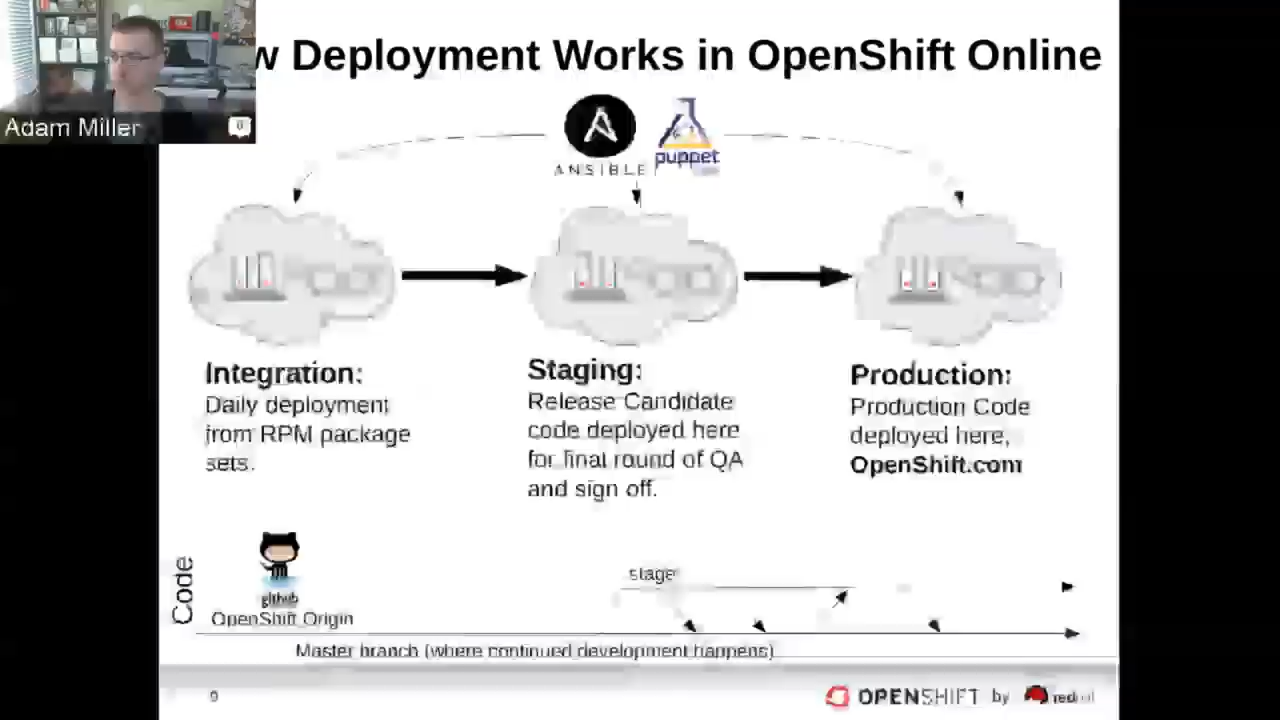 w Deployment Works in OpenShift Online
Adam Miller
ANSIBLE
puppet
Integration:
Daily deployment
from RPM package
sets.
Staging:
Release Candidate
code deployed here
for final round of QA
and sign off.
Production:
Production Code
deployed here,
OpenShift.com
Code
github
OpenShift Origin
stage
Master branch (where continued development happens)
9
OPENSHIFT by redhat